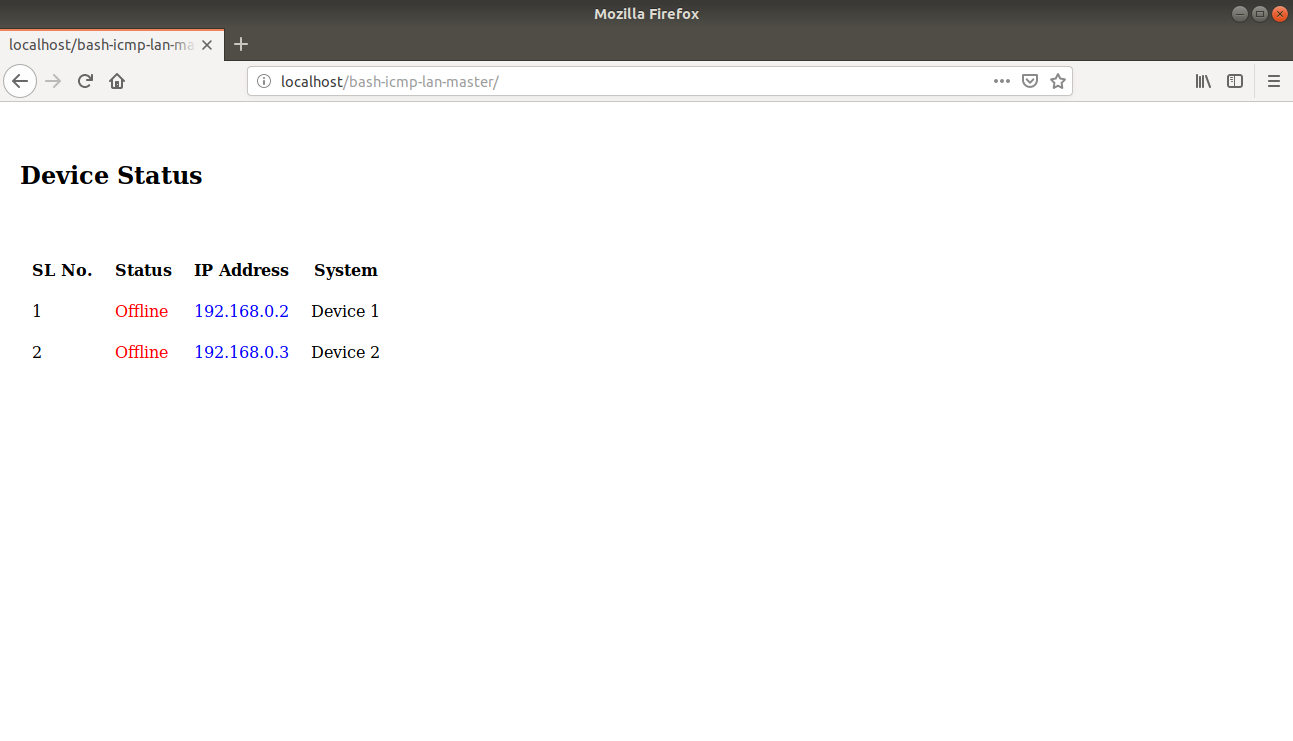 Mozilla Firefox
localhost/bash-icmp-lan-ma
localhost/bash-icmp-lan-master/
Device Status
SL No. Status IP Address System
1 Offline 192.168.0.2 Device 1
2 Offline 192.168.0.3 Device 2